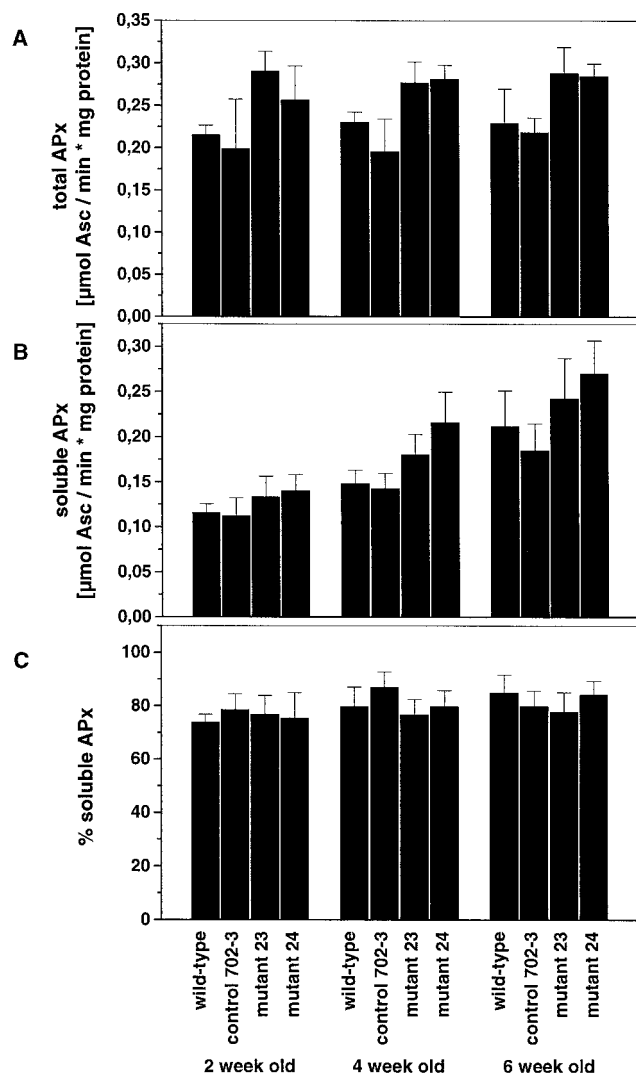 A
total APx
[µmol Asc / min * mg protein]
0,35
0,30
0,25
0,20
0,15
0,10
0,05
0,00
B
soluble APx
[µmol Asc / min * mg protein]
0,30
0,25
0,20
0,15
0,10
0,05
0,00
C
% soluble APx
100
80
60
40
20
0
wild-type
control 702-3
mutant 23
mutant 24
wild-type
control 702-3
mutant 23
mutant 24
wild-type
control 702-3
mutant 23
mutant 24
2 week old
4 week old
6 week old